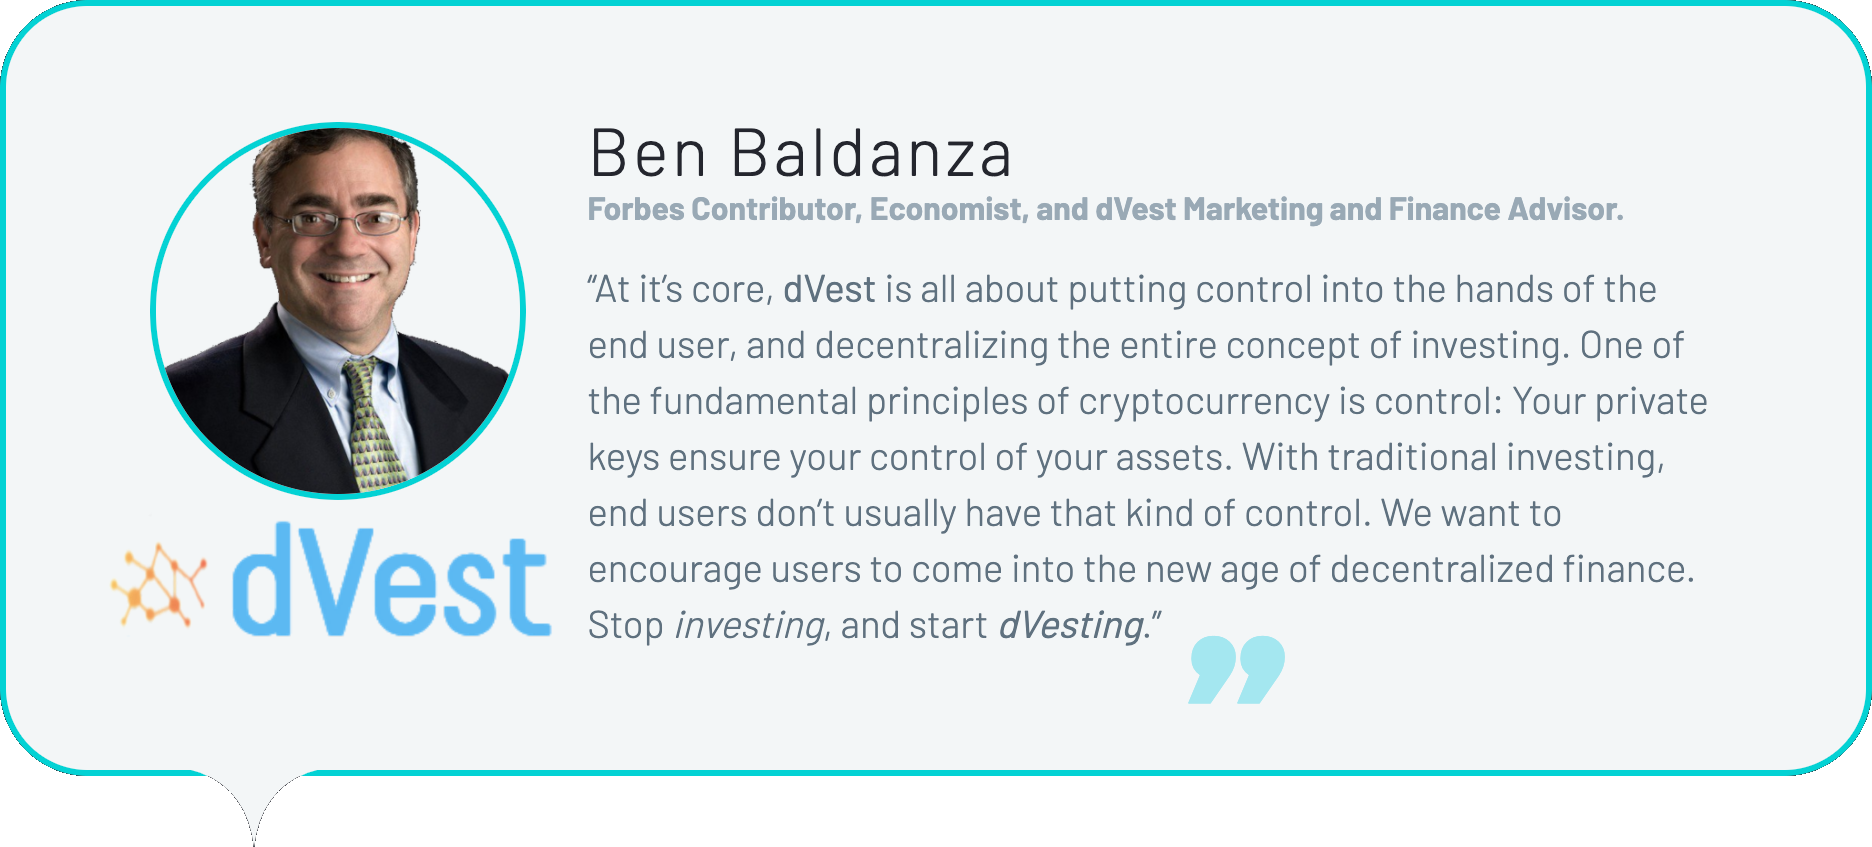 Ben Baldanza
Forbes Contributor, Economist, and dVest Marketing and Finance Advisor.
“At it’s core, dVest is all about putting control into the hands of the
end user, and decentralizing the entire concept of investing. One of
the fundamental principles of cryptocurrency is control: Your private
keys ensure your control of your assets. With traditional investing,
end users don’t usually have that kind of control. We want to
encourage users to come into the new age of decentralized finance.
Stop investing, and start dVesting.”
dVest